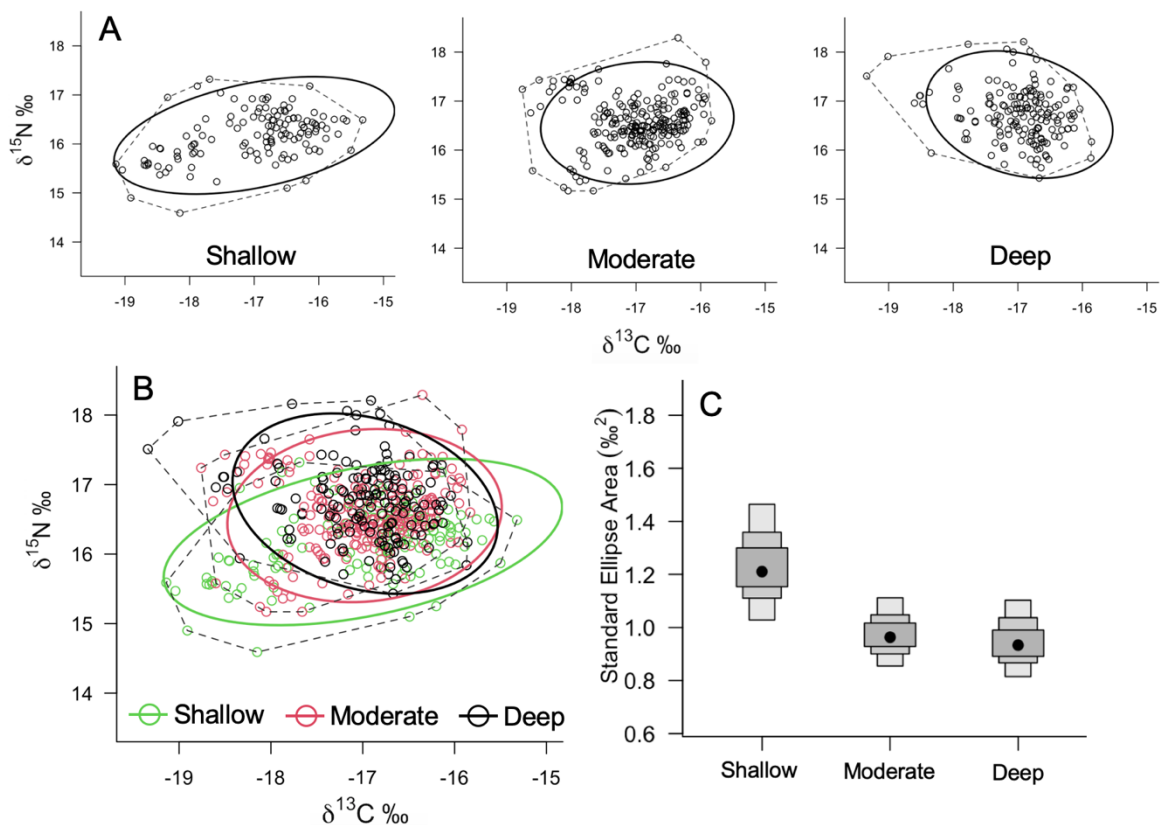 A
δ15N ‰
18
17
16
15
14
-19 -18 -17 -16 -15
Shallow
18
17
16
15
14
-19 -18 -17 -16 -15
Moderate
18
17
16
15
14
-19 -18 -17 -16 -15
Deep
δ13C ‰
B
δ15N ‰
18
17
16
15
14
Shallow Moderate Deep
-19 -18 -17 -16 -15
δ13C ‰
C
Standard Ellipse Area (‰2)
1.8
1.6
1.4
1.2
1.0
0.8
0.6
Shallow Moderate Deep